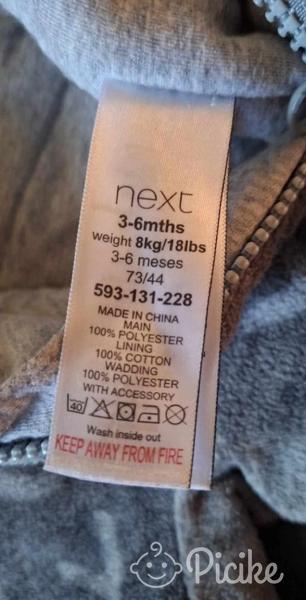 next
3-6mths
weight 8kg/18lbs
3-6 meses
73/44
593-131-228
MADE IN CHINA
MAIN
100% POLYESTER
LINING
100% COTTON
WADDING
100% POLYESTER
WITH ACCESSORY
40
Wash inside out
KEEP AWAY FROM FIRE
Picike